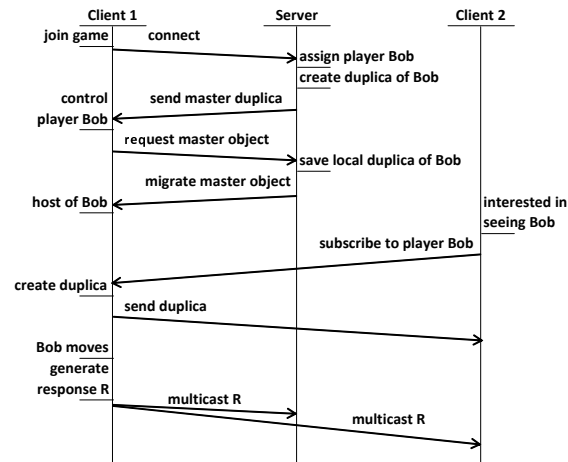 Client 1
Server
Client 2
join game
connect
assign player Bob
create duplica of Bob
control
player Bob
send master duplica
request master object
save local duplica of Bob
migrate master object
host of Bob
interested in
seeing Bob
subscribe to player Bob
create duplica
send duplica
Bob moves
generate
response R
multicast R
multicast R